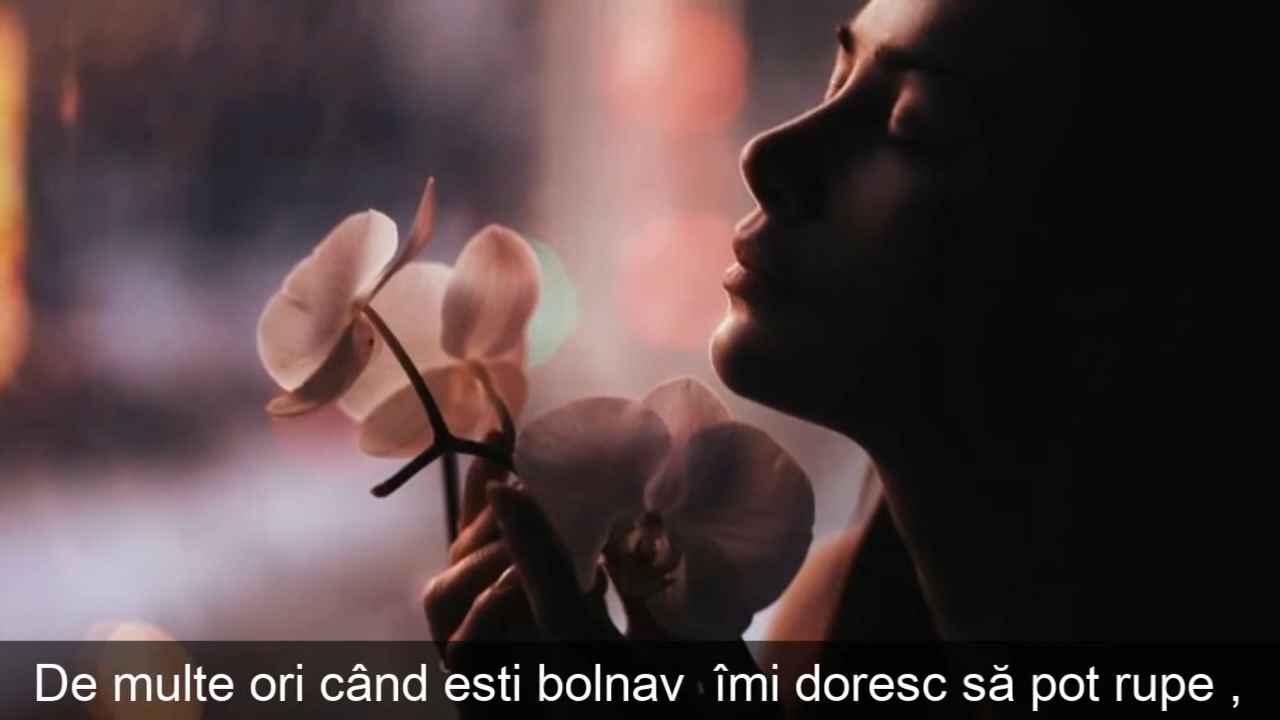 De multe ori când esti bolnav  îmi doresc să pot rupe ,